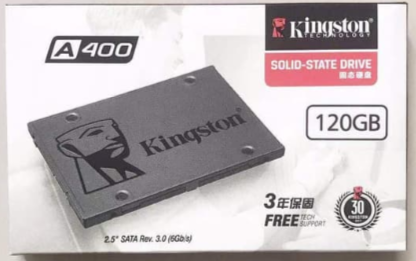 A400
Kingston
TECHNOLOGY
SOLID-STATE DRIVE
固态硬盘
120GB
Kingston
3年保固
FREE TECH SUPPORT
30
KINGSTON
2.5" SATA Rev. 3.0 (6Gb/s)